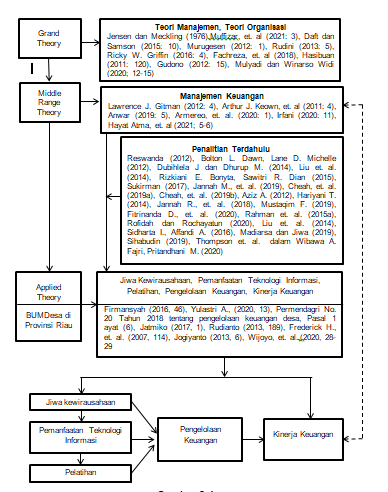 Grand
Theory
Teori Manajemen, Teori Organisasi
Jensen dan Meckling (1976) Muffizar, et. al (2021; 3), Daft dan
Samson (2015: 10), Murugesen (2012: 1), Rudini (2013: 5),
Ricky W. Griffin (2016: 4), Fachreza, et. al (2018), Hasibuan
(2011: 120), Gudono (2012: 15), Mulyadi dan Winarso Widi
(2020; 12-15)
Middle
Range
Theory
Manajemen Keuangan
Lawrence J. Gitman (2012: 4), Arthur J. Keown, et. al (2011: 4),
Anwar (2019: 5), Armereo, et. al. (2020: 1), Irfani (2020: 11),
Hayat Atma, et. al (2021; 5-6)
Penalitian Terdahulu
Reswanda (2012), Bolton L. Dawn, Lane D. Michelle
(2012), Dubihlela J dan Dhurup M. (2014), Liu et. al.
(2014), Rizkiani E. Bonyta, Sawitri R. Dian (2015),
Sukirman (2017), Jannah M., et. al. (2019), Cheah, et. al.
(2019a), Cheah, et. al. (2019b), Aziz A. (2012), Hariyani T.
(2014), Jannah R., et. al. (2018), Mustaqim F. (2019),
Fitrinanda D., et. al. (2020), Rahman et. al. (2015a),
Rofidah dan Rochayatun (2020), Liu et. al. (2014),
Sidharta I., Affandi A. (2016), Madiarsa dan Jiwa (2019),
Sihabudin (2019), Thompson et. al. dalam Wibawa A.
Fajri, Pritandhani M. (2020)
Applied
Theory
BUMDesa di
Provinsi Riau
Jiwa Kewirausahaan, Pemanfaatan Teknologi Informasi,
Pelatihan, Pengelolaan Keuangan, Kinerja Keuangan
Firmansyah (2016, 46), Yulastri A., (2020, 13), Permendagri No.
20 Tahun 2018 tentang pengelolaan keuangan desa, Pasal 1
ayat (6), Jatmiko (2017, 1), Rudianto (2013, 189), Frederick H.,
et. al. (2007, 114), Jogiyanto (2013, 6), Wijoyo, et. al. (2020, 28-
29
Jiwa kewirausahaan
Pemanfaatan Teknologi
Informasi
Pelatihan
Pengelolaan
Keuangan
Kinerja Keuangan